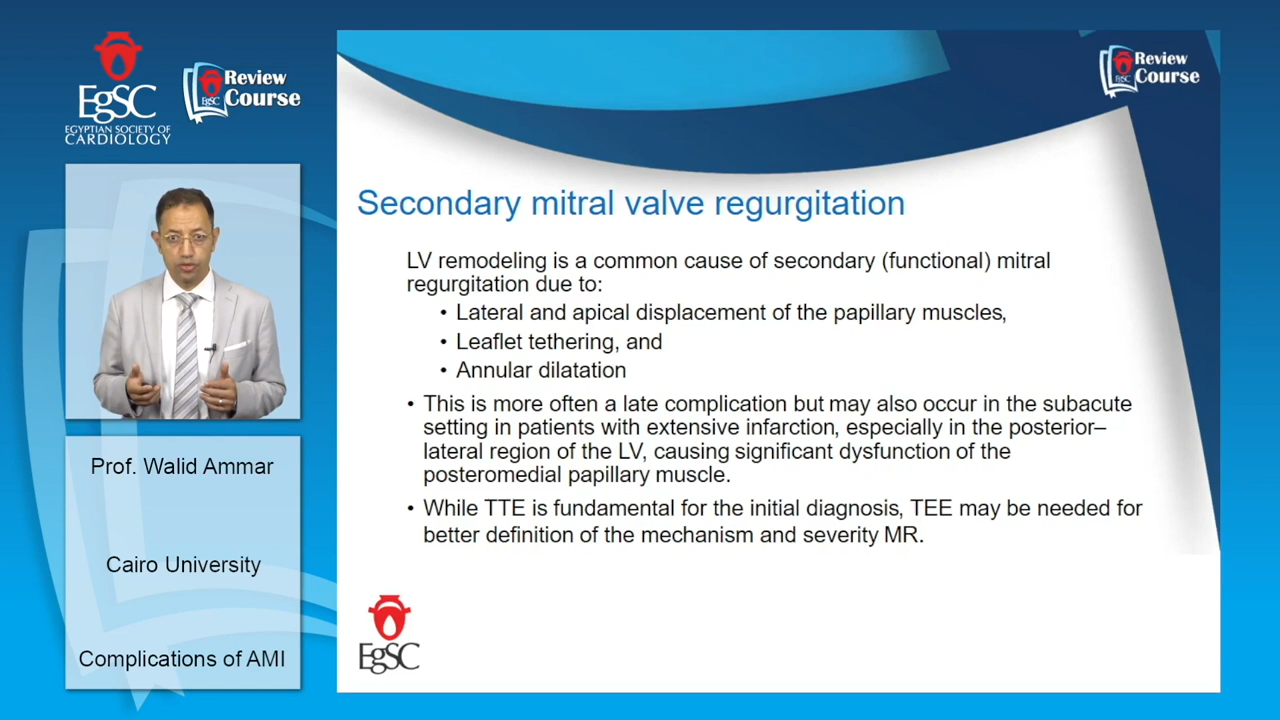 EgSC
EGYPTIAN SOCIETY OF
CARDIOLOGY
EgSC
Review
Course
EgSC
Review
Course
Secondary mitral valve regurgitation
LV remodeling is a common cause of secondary (functional) mitral
regurgitation due to:
• Lateral and apical displacement of the papillary muscles,
• Leaflet tethering, and
• Annular dilatation
• This is more often a late complication but may also occur in the subacute
setting in patients with extensive infarction, especially in the posterior–
lateral region of the LV, causing significant dysfunction of the
posteromedial papillary muscle.
• While TTE is fundamental for the initial diagnosis, TEE may be needed for
better definition of the mechanism and severity MR.
EgSC
Prof. Walid Ammar
Cairo University
Complications of AMI